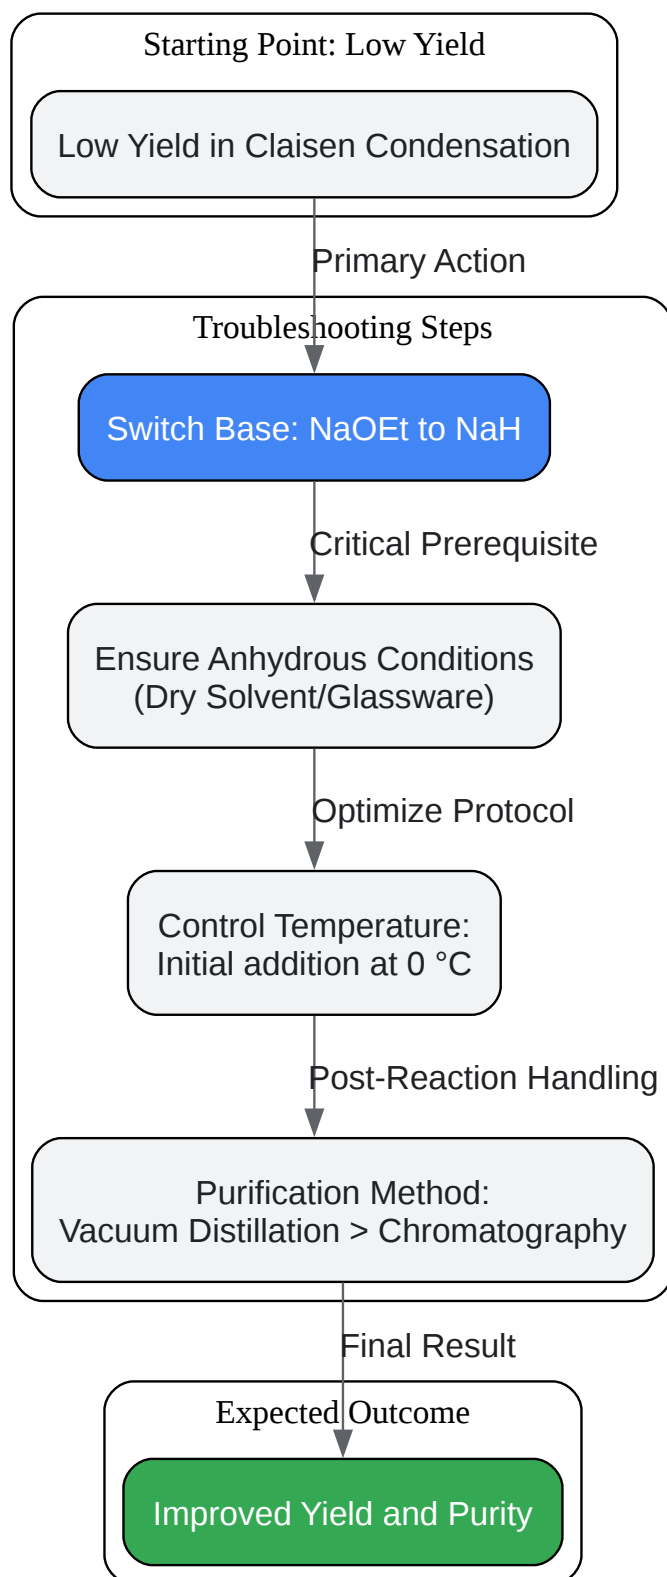 Starting Point: Low Yield
Low Yield in Claisen Condensation
Primary Action
Troubleshooting Steps
Switch Base: NaOEt to NaH
Critical Prerequisite
Ensure Anhydrous Conditions
(Dry Solvent/Glassware)
Optimize Protocol
Control Temperature:
Initial addition at 0 °C
Post-Reaction Handling
Purification Method:
Vacuum Distillation > Chromatography
Final Result
Expected Outcome
Improved Yield and Purity